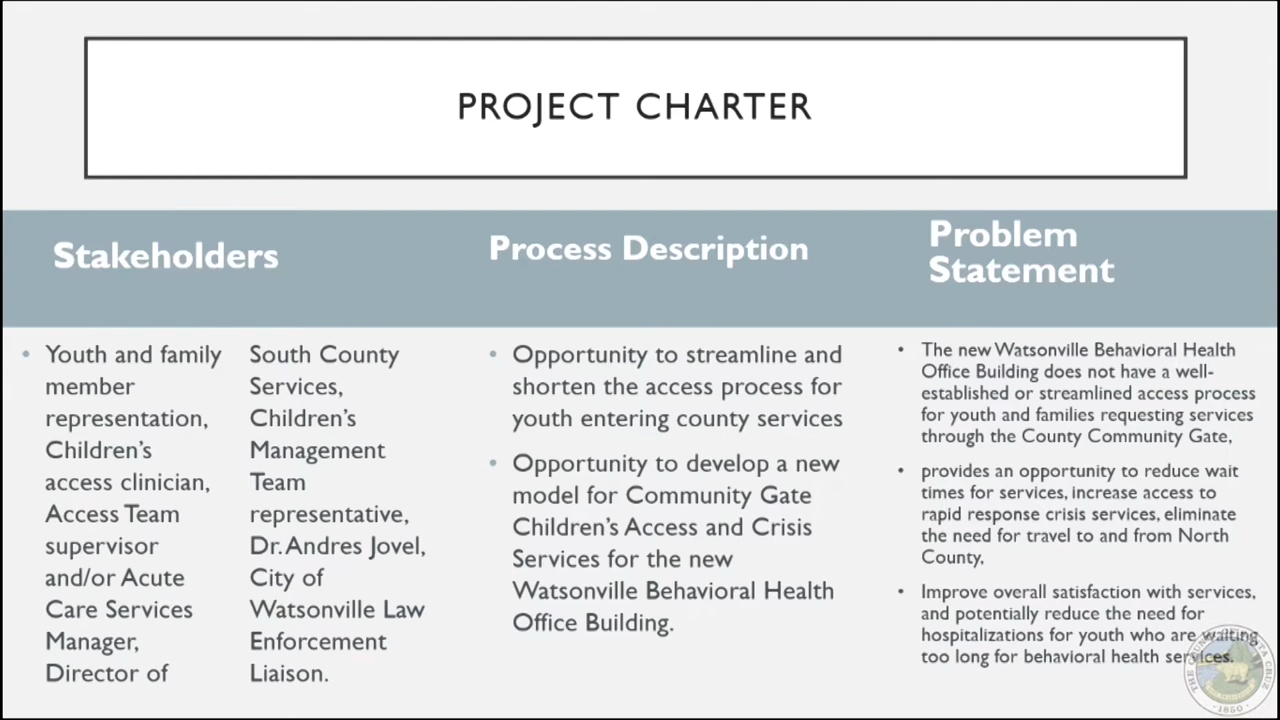 PROJECT CHARTER
Stakeholders
• Youth and family
member
representation,
Children's
access clinician,
Access Team
supervisor
and/or Acute
Care Services
Manager,
Director of
South County
Services,
Children's
Management
Team
representative,
Dr. Andres Jovel,
City of
Watsonville Law
Enforcement
Liaison.
Process Description
• Opportunity to streamline and
shorten the access process for
youth entering county services
• Opportunity to develop a new
model for Community Gate
Children's Access and Crisis
Services for the new
Watsonville Behavioral Health
Office Building.
Problem
Statement
• The new Watsonville Behavioral Health
Office Building does not have a well-
established or streamlined access process
for youth and families requesting services
through the County Community Gate,
• provides an opportunity to reduce wait
times for services, increase access to
rapid response crisis services, eliminate
the need for travel to and from North
County,
• Improve overall satisfaction with services,
and potentially reduce the need for
hospitalizations for youth who are waiting
too long for behavioral health services.
1850